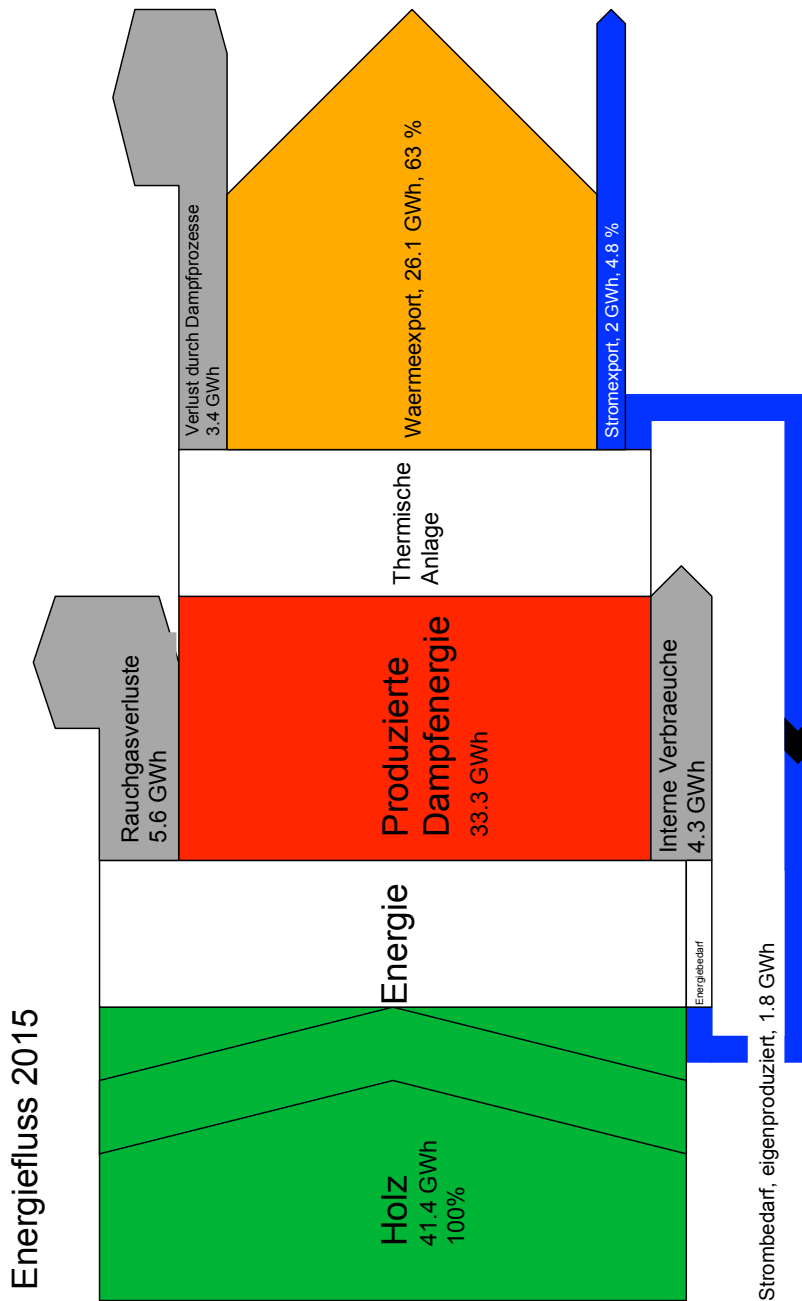 Energiefluss 2015
Holz
41.4 GWh
100%
Energie
Energiebedarf
Rauchgasverluste
5.6 GWh
Produzierte
Dampfenergie
33.3 GWh
Interne Verbraeuche
4.3 GWh
Thermische
Anlage
Verlust durch Dampfprozesse
3.4 GWh
Waermeexport, 26.1 GWh, 63 %
Stromexport, 2 GWh, 4.8 %
Strombedarf, eigenproduziert, 1.8 GWh